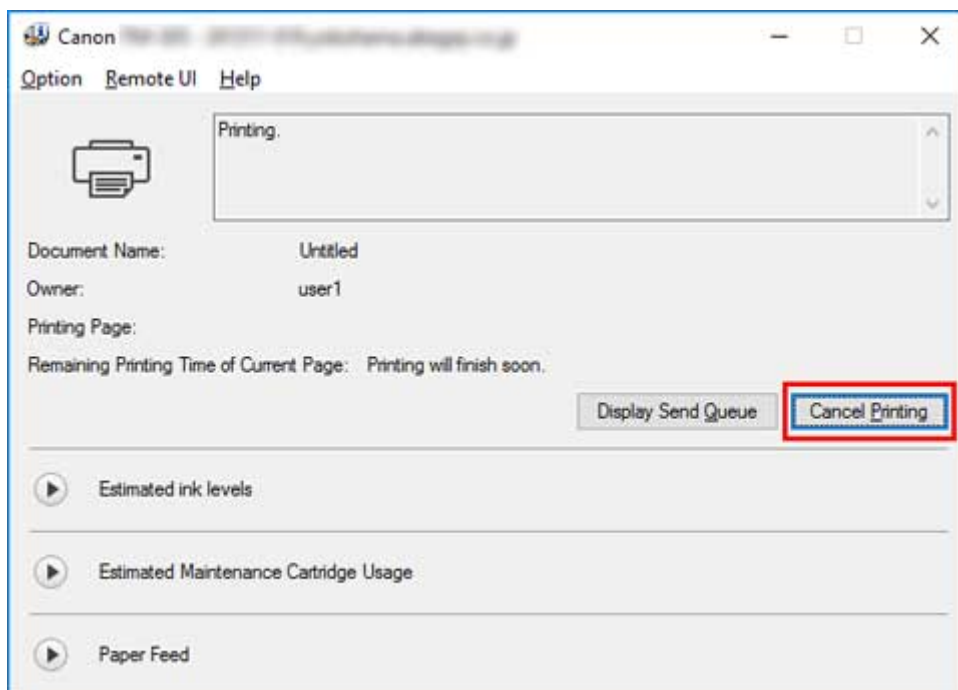 Canon
Option Remote UI Help
Printing.
Document Name: Untitled
Owner: user1
Printing Page:
Remaining Printing Time of Current Page: Printing will finish soon.
Display Send Queue Cancel Printing
Estimated ink levels
Estimated Maintenance Cartridge Usage
Paper Feed